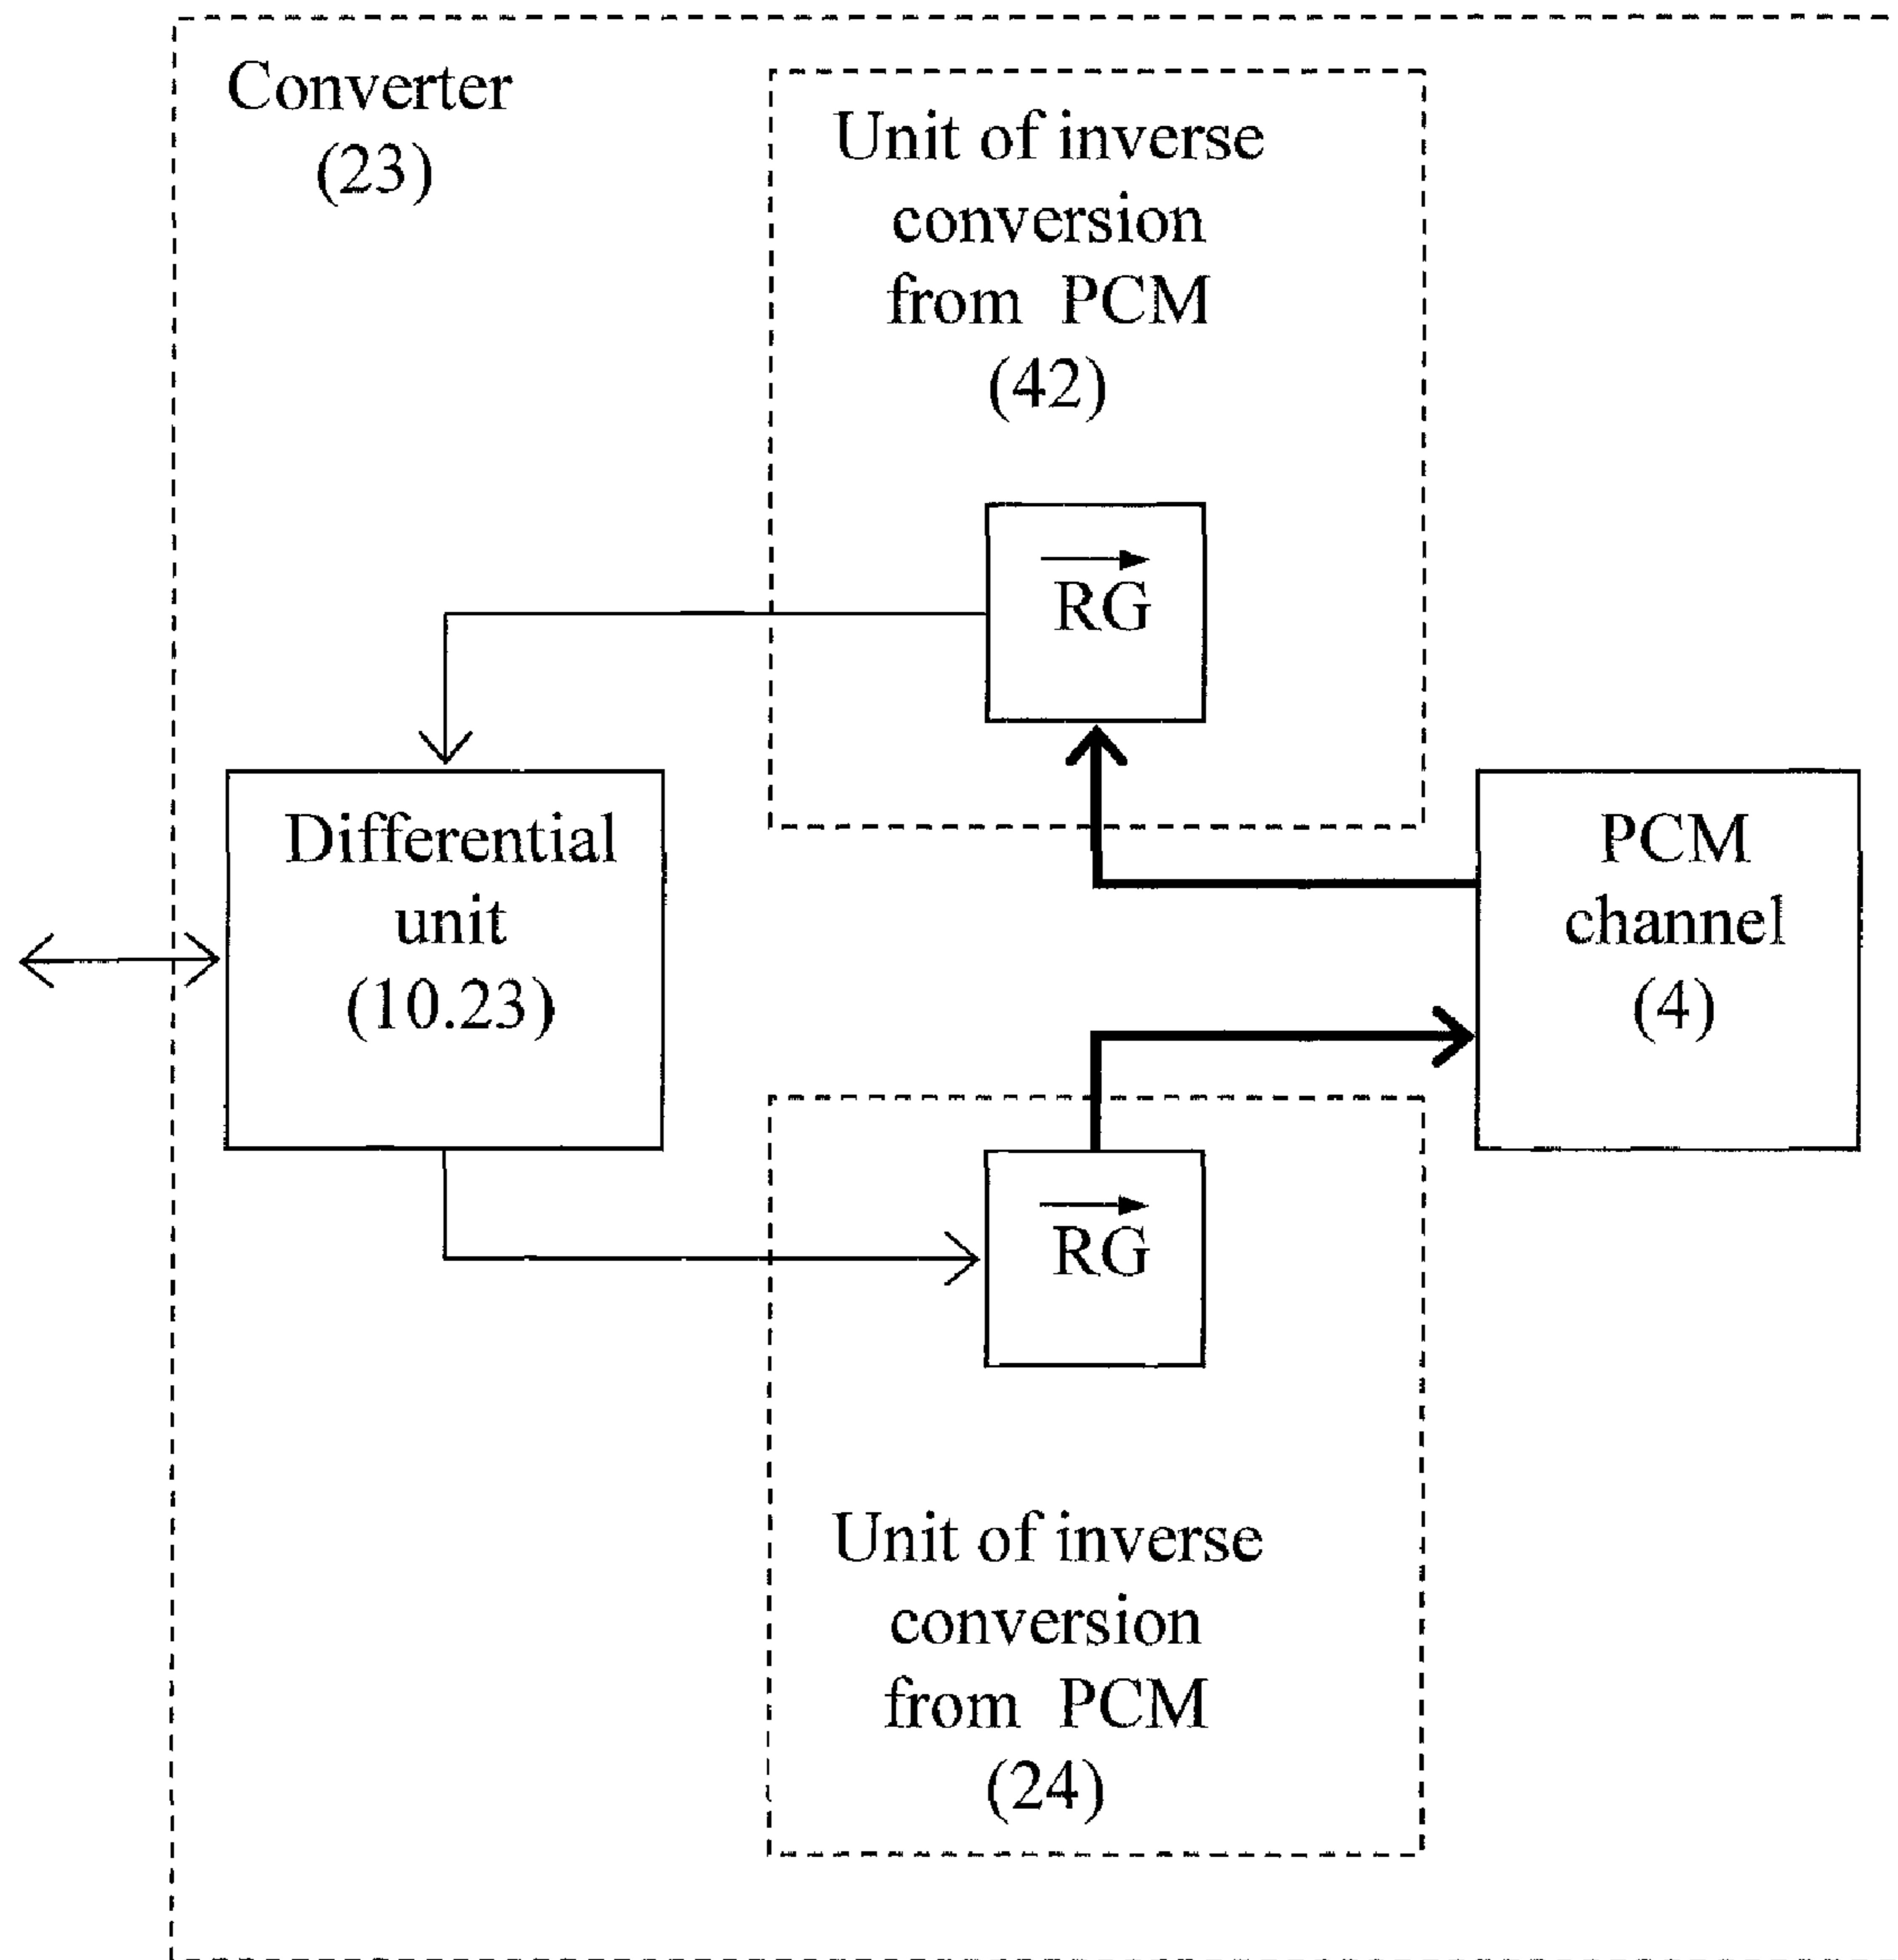 Converter
(23)
Unit of inverse
conversion
from PCM
(42)
RG
Differential
unit
(10.23)
PCM
channel
(4)
RG
Unit of inverse
conversion
from PCM
(24)